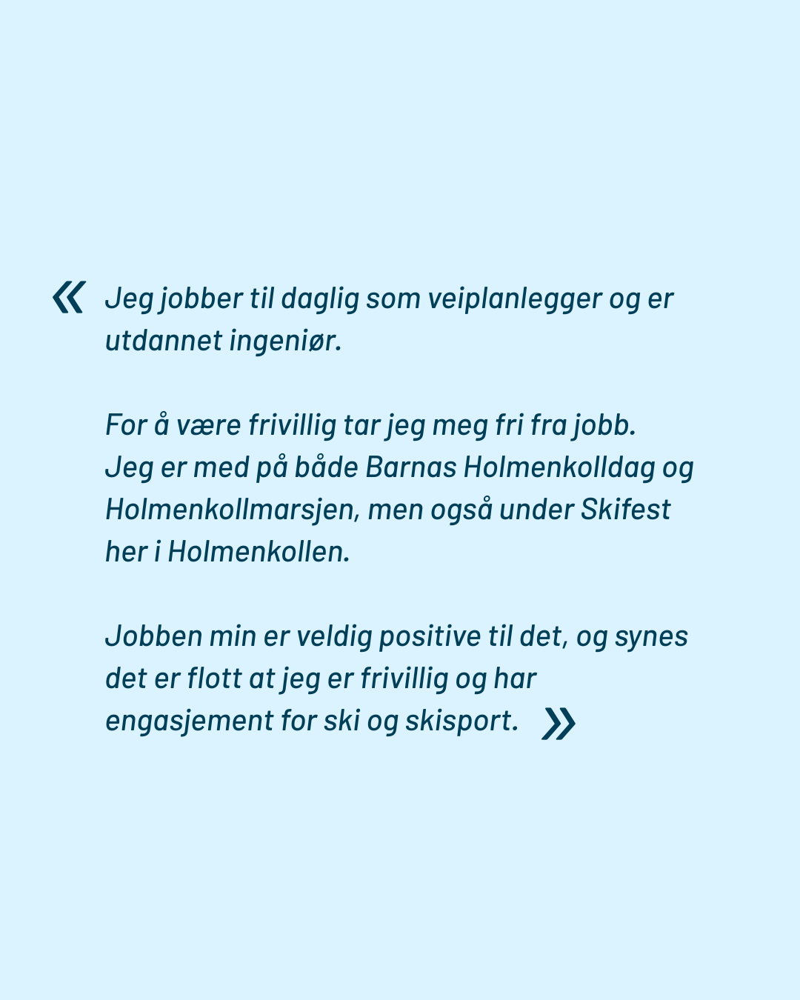 « Jeg jobber til daglig som veiplanlegger og er
utdannet ingeniør.
For å være frivillig tar jeg meg fri fra jobb.
Jeg er med på både Barnas Holmenkolldag og
Holmenkollmarsjen, men også under Skifest
her i Holmenkollen.
Jobben min er veldig positive til det, og synes
det er flott at jeg er frivillig og har
engasjement for ski og skisport. »